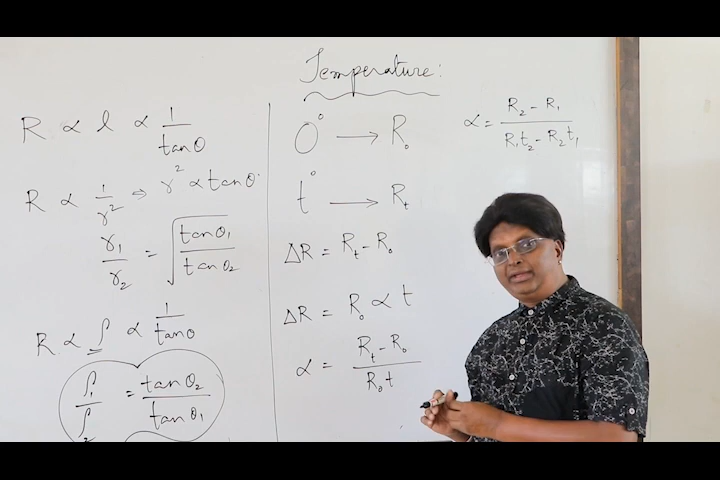 Temperature:
R ∝ l ∝ 1/tanθ
R ∝ 1/r² ⇒ r² ∝ tanθ
r₁/r₂ = √(tanθ₁/tanθ₂)
R ∝ ρ ∝ 1/tanθ
ρ₁/ρ₂ = tanθ₂/tanθ₁
0° → R₀
t° → Rₜ
ΔR = Rₜ - R₀
ΔR = R₀ ∝ t
∝ = (Rₜ - R₀)/(R₀t)
∝ = (R₂ - R₁)/(R₁t₂ - R₂t₁)